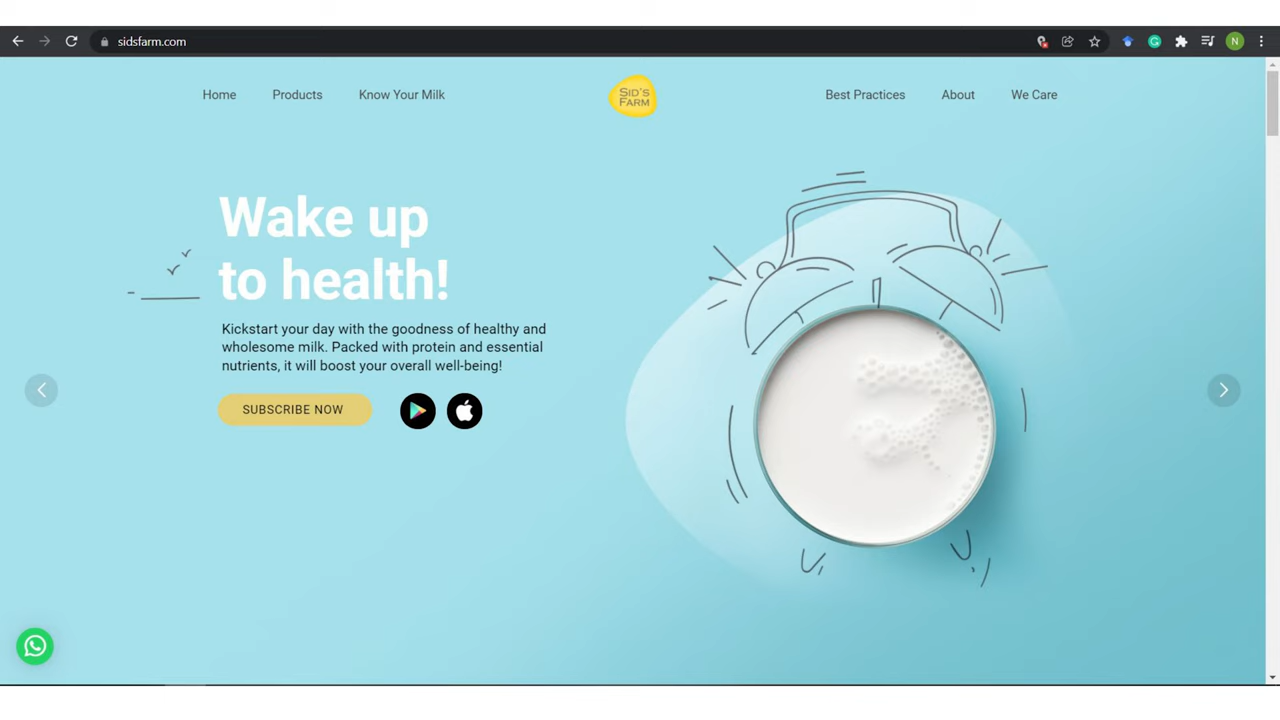 sidsfarm.com
N
Home Products Know Your Milk
SID'S
FARM
Best Practices About We Care
Wake up
to health!
Kickstart your day with the goodness of healthy and
wholesome milk. Packed with protein and essential
nutrients, it will boost your overall well-being!
SUBSCRIBE NOW